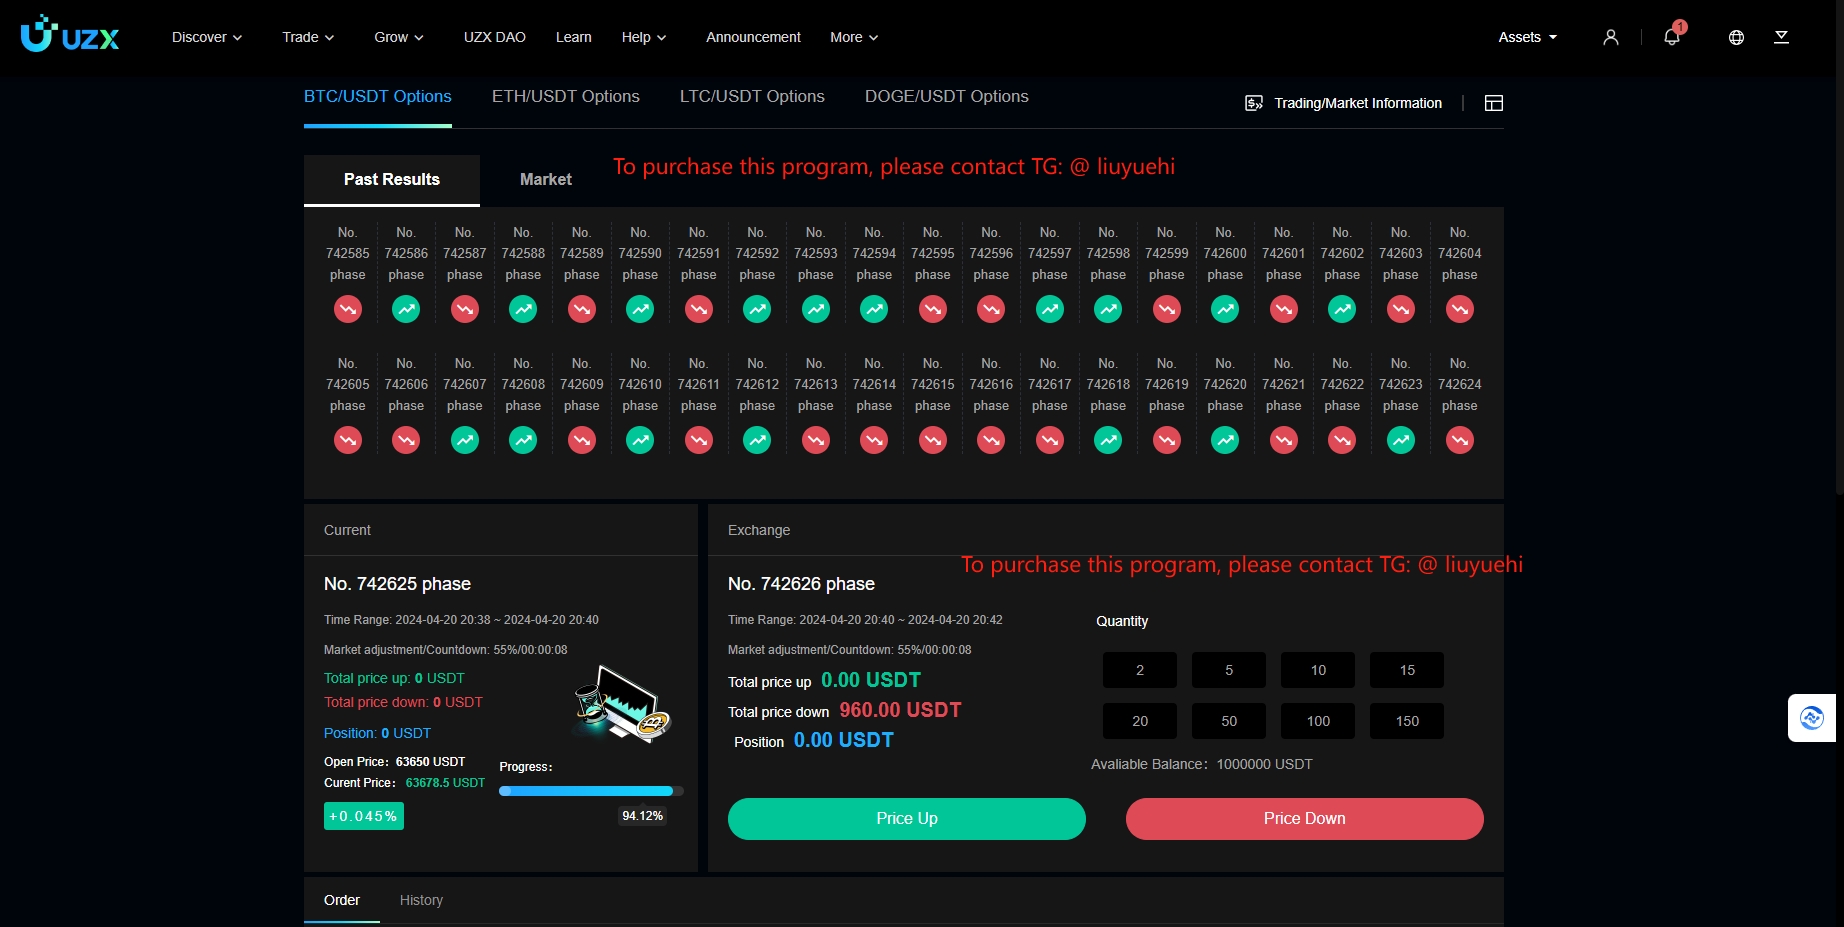 UZX
Discover Trade Grow UZX DAO Learn Help Announcement More Assets 1
BTC/USDT Options ETH/USDT Options LTC/USDT Options DOGE/USDT Options Trading/Market Information
Past Results Market To purchase this program, please contact TG: @ liuyuehi
No. No. No. No. No. No. No. No. No. No. No. No. No. No. No. No. No. No. No. No.
742585 742586 742587 742588 742589 742590 742591 742592 742593 742594 742595 742596 742597 742598 742599 742600 742601 742602 742603 742604
phase phase phase phase phase phase phase phase phase phase phase phase phase phase phase phase phase phase phase phase
No. No. No. No. No. No. No. No. No. No. No. No. No. No. No. No. No. No. No. No.
742605 742606 742607 742608 742609 742610 742611 742612 742613 742614 742615 742616 742617 742618 742619 742620 742621 742622 742623 742624
phase phase phase phase phase phase phase phase phase phase phase phase phase phase phase phase phase phase phase phase
Current
No. 742625 phase
Time Range: 2024-04-20 20:38 ~ 2024-04-20 20:40
Market adjustment/Countdown: 55%/00:00:08
Total price up: 0 USDT
Total price down: 0 USDT
Position: 0 USDT
Open Price: 63650 USDT
Curent Price: 63678.5 USDT
+0.045%
Progress:
94.12%
Exchange
To purchase this program, please contact TG: @ liuyuehi
No. 742626 phase
Time Range: 2024-04-20 20:40 ~ 2024-04-20 20:42
Market adjustment/Countdown: 55%/00:00:08
Total price up 0.00 USDT
Total price down 960.00 USDT
Position 0.00 USDT
Quantity
2 5 10 15
20 50 100 150
Avaliable Balance: 1000000 USDT
Price Up Price Down
Order History